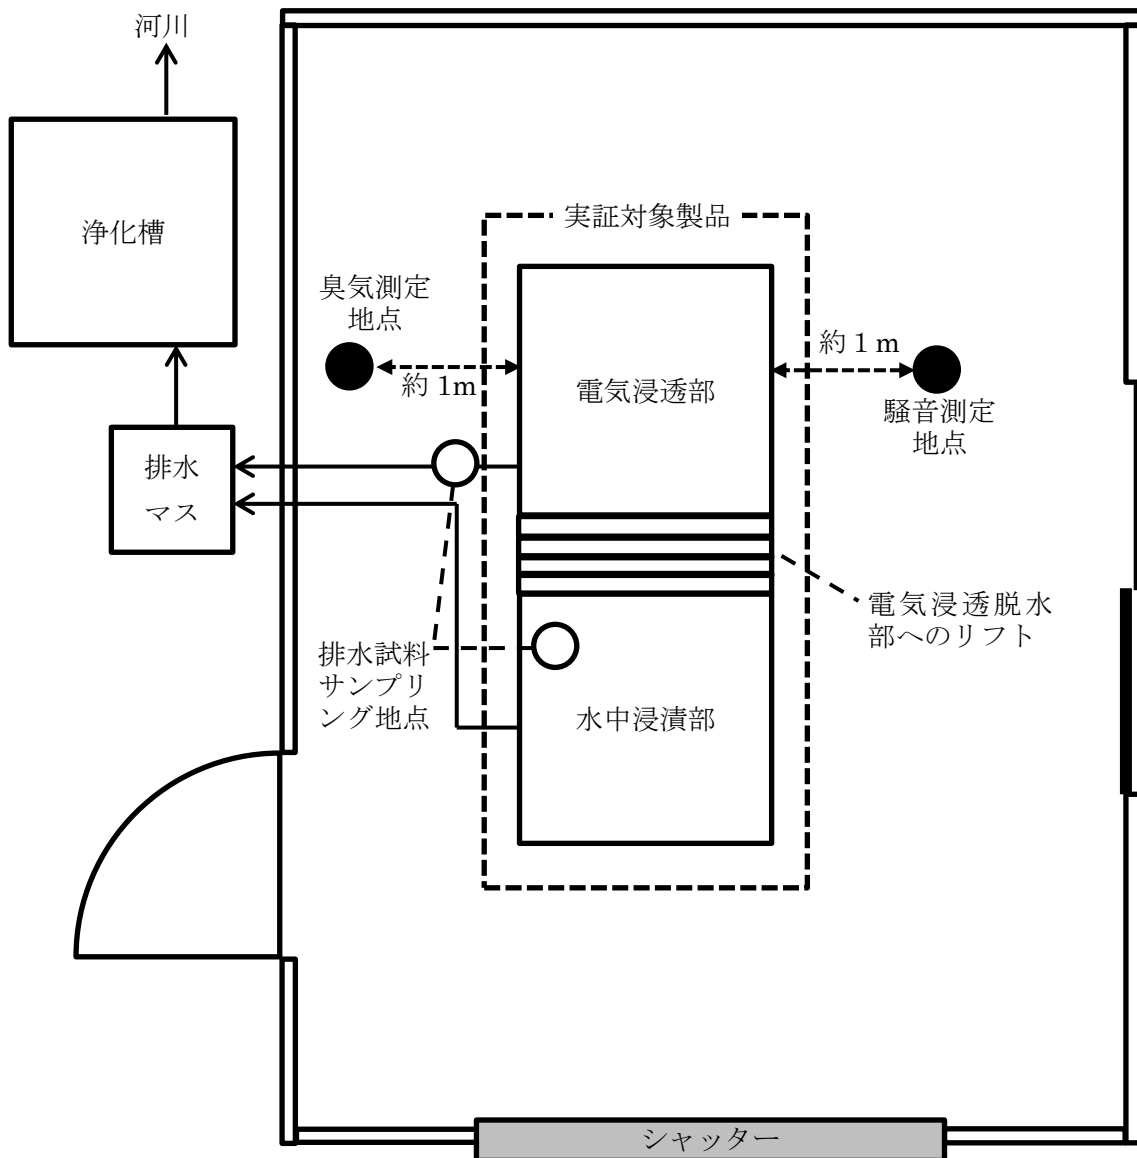 河川
浄化槽
実証対象製品
臭気測定
地点
約 1m
電気浸透部
約 1 m
騒音測定
地点
排水
マス
電気浸透脱水
部へのリフト
排水試料
サンプリ
ング地点
水中浸漬部
シャッター